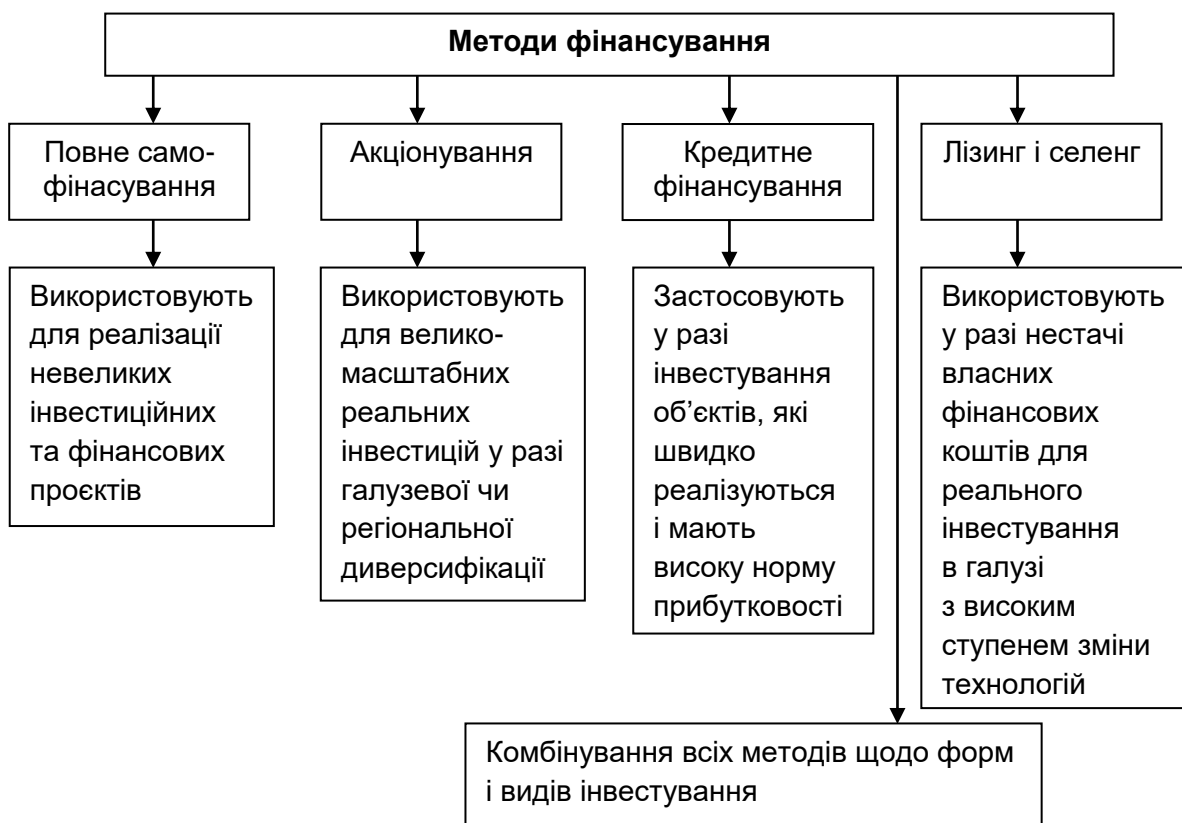 Методи фінансування
Повне само-
фінасування
Акціонування
Кредитне
фінансування
Лізинг і селенг
Використовують
для реалізації
невеликих
інвестиційних
та фінансових
проєктів
Використовують
для велико-
масштабних
реальних
інвестицій у разі
галузевої чи
регіональної
диверсифікації
Застосовують
у разі
інвестування
об’єктів, які
швидко
реалізуються
і мають
високу норму
прибутковості
Використовують
у разі нестачі
власних
фінансових
коштів для
реального
інвестування
в галузі
з високим
ступенем зміни
технологій
Комбінування всіх методів щодо форм
і видів інвестування